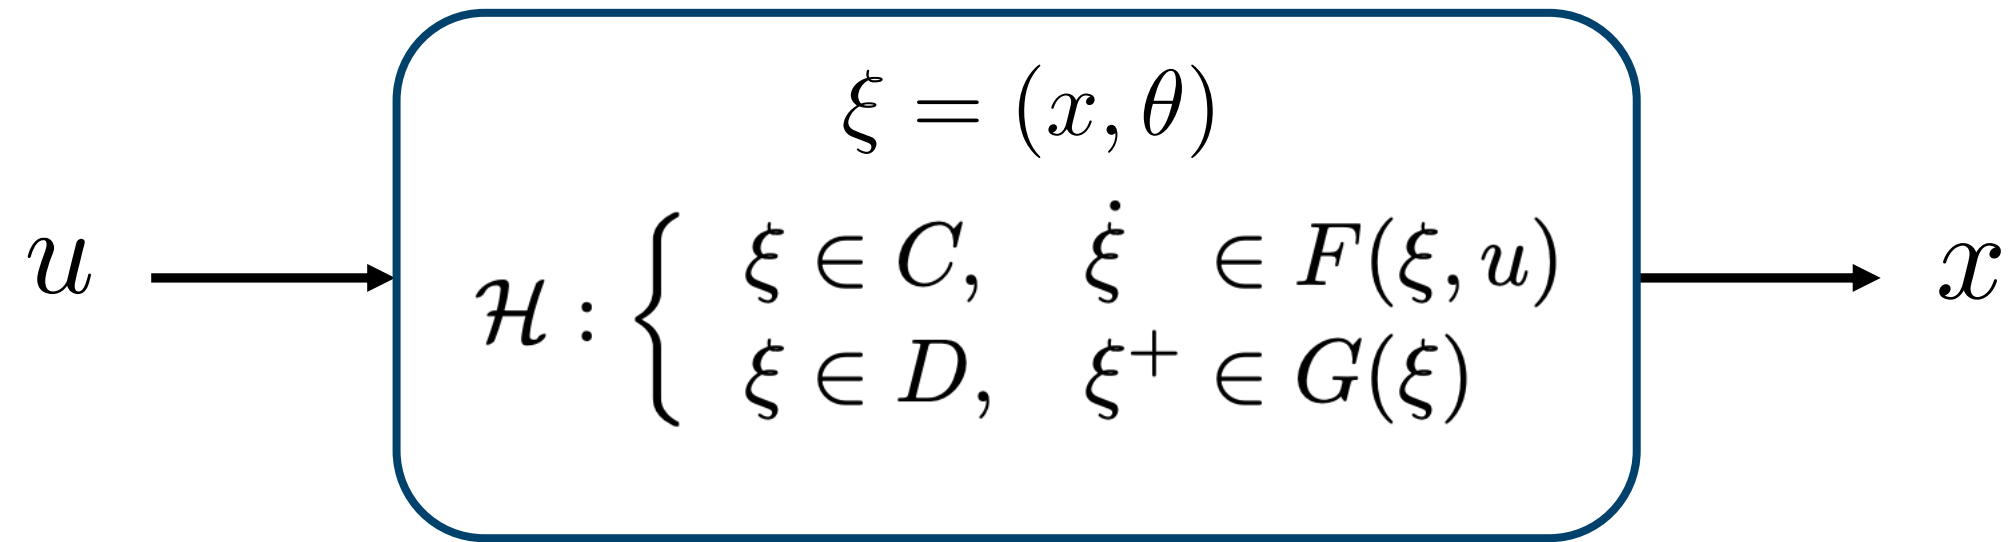 ξ = (x, θ)
u
ℋ : { ξ ∈ C, ξ̇ ∈ F(ξ, u)
ξ ∈ D, ξ⁺ ∈ G(ξ)
x